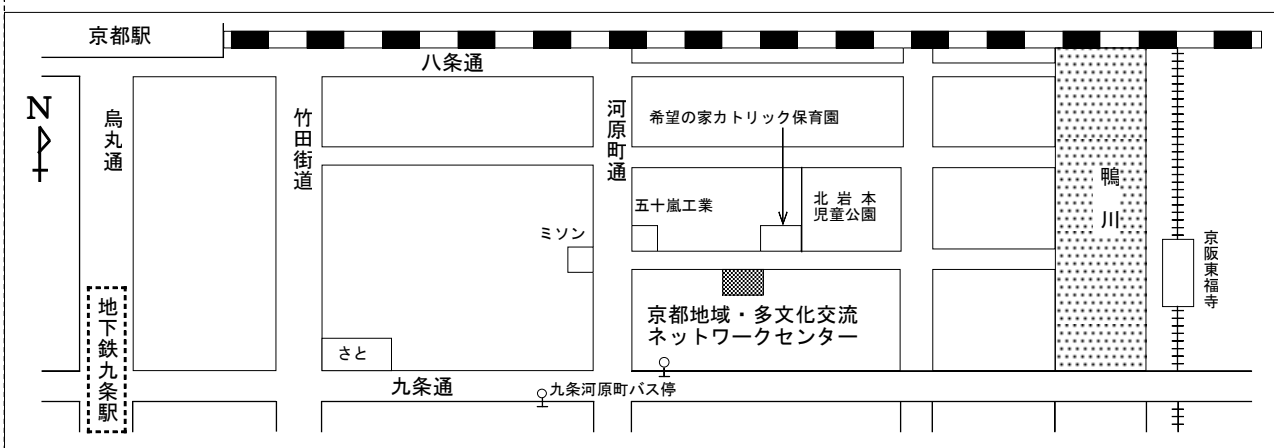 京都駅
八条通
N
烏丸通
竹田街道
河原町通
希望の家カトリック保育園
鴨川
五十嵐工業
北岩本
児童公園
ミソン
京阪東福寺
地下鉄九条駅
京都地域・多文化交流
ネットワークセンター
さと
九条通
九条河原町バス停